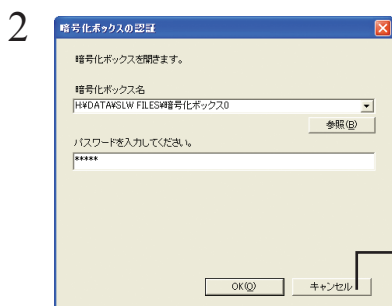 2
暗号化ボックスの認証
暗号化ボックスを開きます。
暗号化ボックス名
H:¥DATA¥SLW FILES¥暗号化ボックス0
参照(B)
パスワードを入力してください。
*****
OK(O)
キャンセル